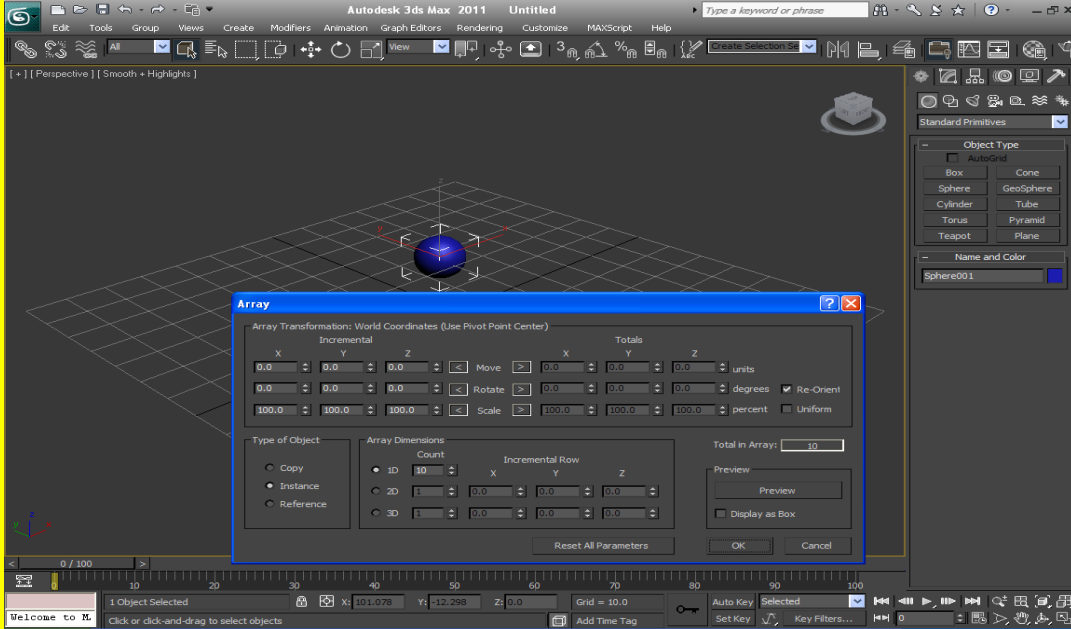 Autodesk 3ds Max 2011 Untitled
Type a keyword or phrase
Edit Tools Group Views Create Modifiers Animation Graph Editors Rendering Customize MAXScript Help
All View 3 Create Selection Se
[ + ] [ Perspective ] [ Smooth + Highlights ]
Standard Primitives
Object Type
AutoGrid
Box Cone
Sphere GeoSphere
Cylinder Tube
Torus Pyramid
Teapot Plane
Name and Color
Sphere001
Array
Array Transformation: World Coordinates (Use Pivot Point Center)
Incremental Totals
X Y Z X Y Z
0.0 0.0 0.0 < Move > 0.0 0.0 0.0 units
0.0 0.0 0.0 < Rotate > 0.0 0.0 0.0 degrees Re-Orient
100.0 100.0 100.0 < Scale > 100.0 100.0 100.0 percent Uniform
Type of Object
Copy
Instance
Reference
Array Dimensions
Count
Incremental Row
1D 10 X Y Z
2D 1 0.0 0.0 0.0
3D 1 0.0 0.0 0.0
Total in Array: 10
Preview
Preview
Display as Box
Reset All Parameters OK Cancel
< 0 / 100 >
0 10 20 30 40 50 60 70 80 90 100
1 Object Selected X: 101.078 Y: -12.298 Z: 0.0 Grid = 10.0 Auto Key Selected
Welcome to M. Click or click-and-drag to select objects Add Time Tag Set Key Key Filters... 0